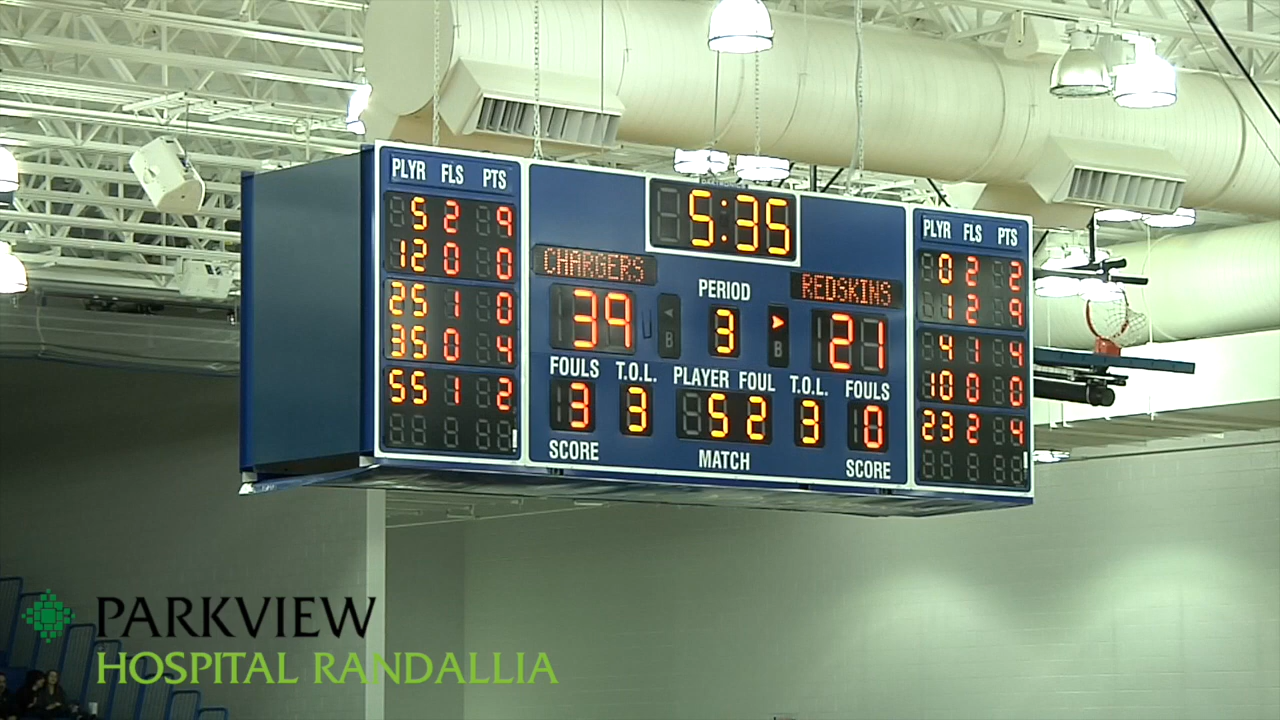 PLYR FLS PTS
5 2 9
12 0 0
25 1 0
35 0 4
55 1 2
5:35
CHARGERS
REDSKINS
PERIOD
39
3
21
B
B
FOULS T.O.L. PLAYER FOUL T.O.L. FOULS
3 3 5 2 3 0
SCORE MATCH SCORE
PLYR FLS PTS
0 2 2
1 2 9
4 1 4
10 0 0
23 2 4
PARKVIEW
HOSPITAL RANDALLIA